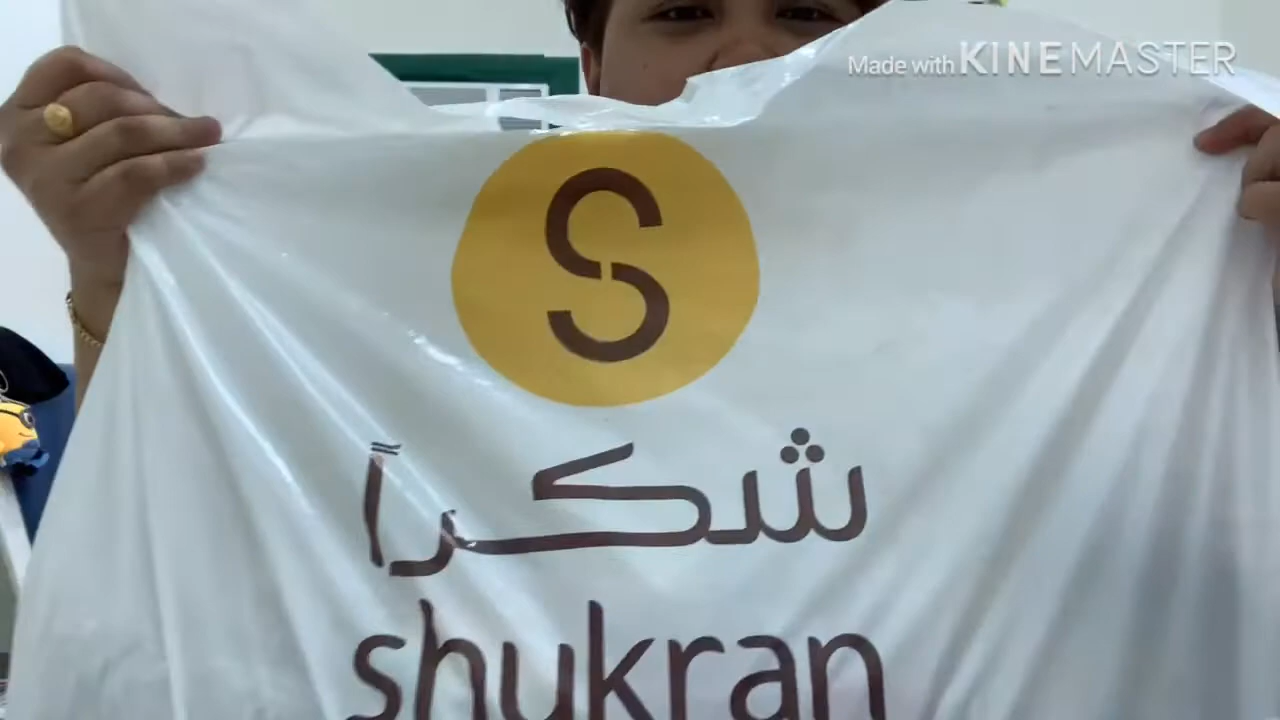 Made with KINEMASTER
S
شكراً
shukran